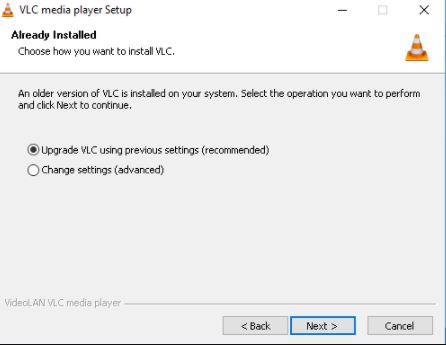 VLC media player Setup
Already Installed
Choose how you want to install VLC.
An older version of VLC is installed on your system. Select the operation you want to perform
and click Next to continue.
Upgrade VLC using previous settings (recommended)
Change settings (advanced)
VideoLAN VLC media player
< Back Next > Cancel